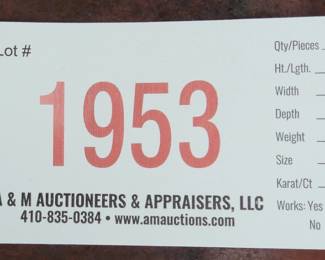 Lot #
1953
A & M AUCTIONEERS & APPRAISERS, LLC
410-835-0384 • www.amauctions.com
Qty/Pieces
Ht./Lgth.
Width
Depth
Weight
Size
Karat/Ct
Works: Yes
No